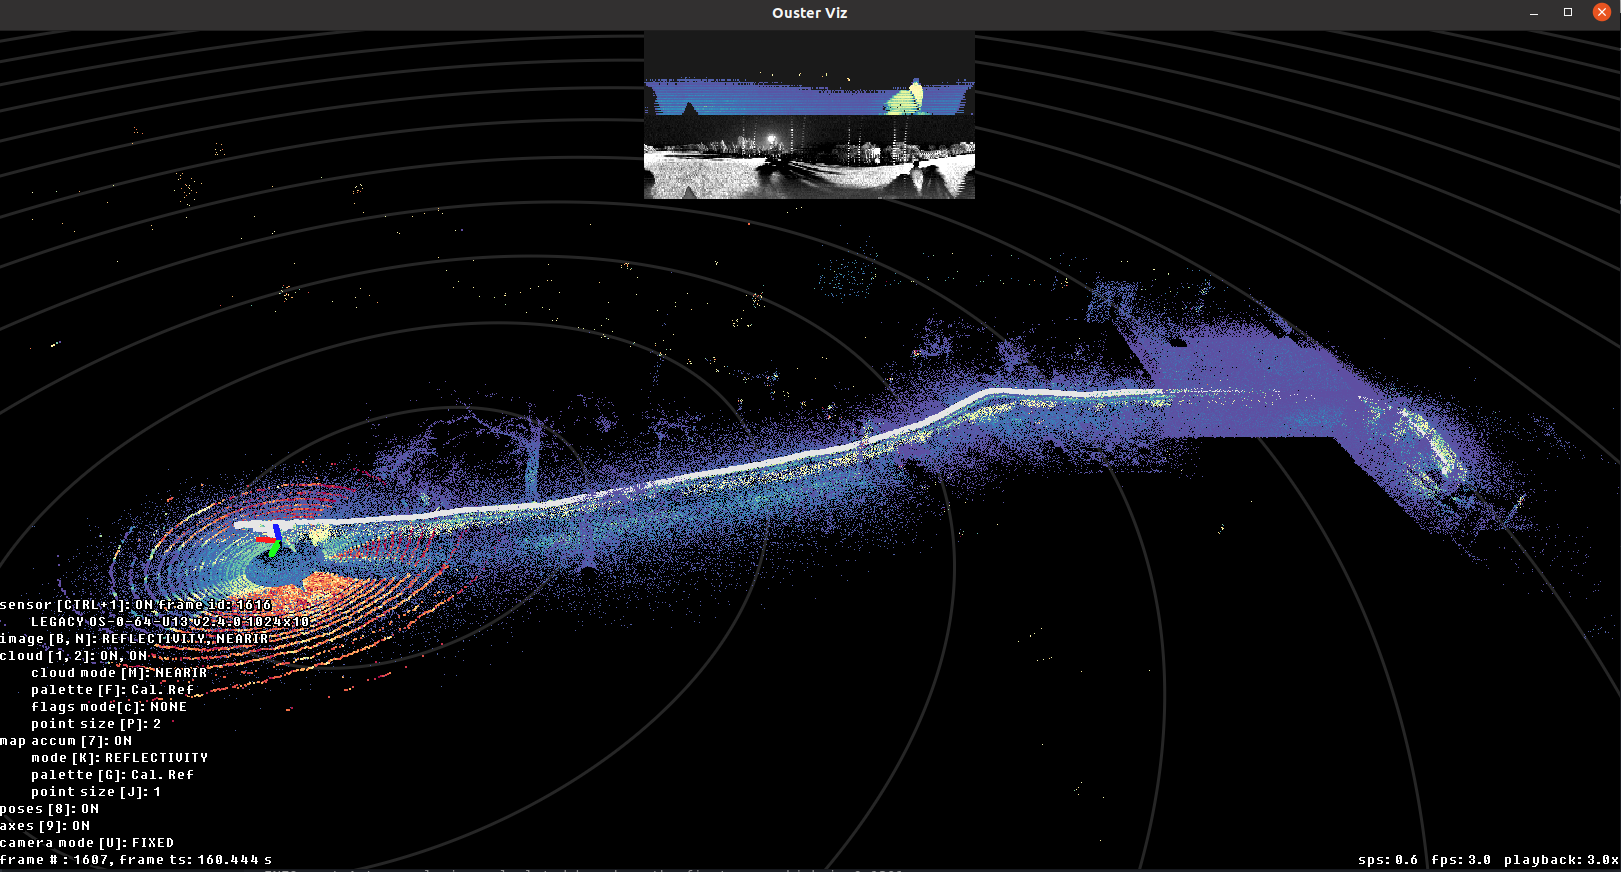 Ouster Viz
sensor [CTRL+1]: ON frame id: 1616
LEGACY OS-0-64-U13 v2.4.0 1024x10
image [B, N]: REFLECTIVITY, NEARIR
cloud [1, 2]: ON, ON
cloud mode [M]: NEARIR
palette [F]: Cal. Ref
flags mode[c]: NONE
point size [P]: 2
map accum [7]: ON
mode [K]: REFLECTIVITY
palette [G]: Cal. Ref
point size [J]: 1
poses [8]: ON
axes [9]: ON
camera mode [U]: FIXED
frame # : 1607, frame ts: 160.444 s
sps: 0.6 fps: 3.0 playback: 3.0x